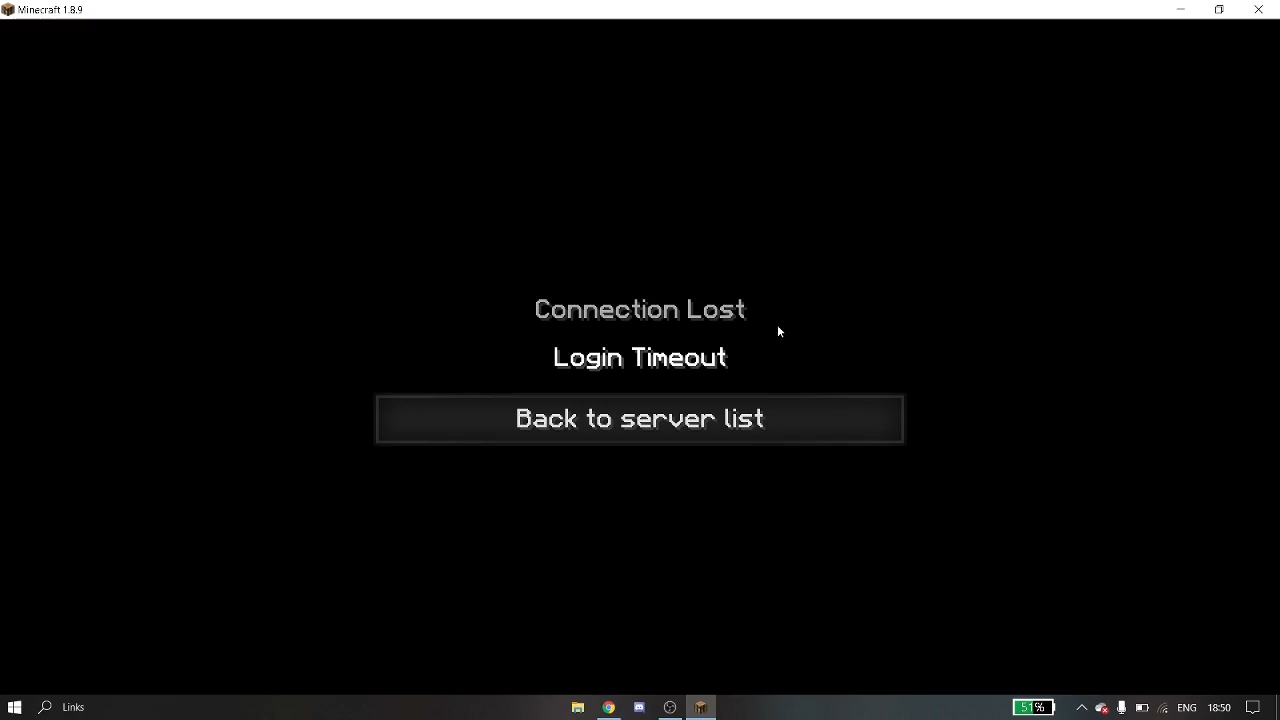 Minecraft 1.8.9
Connection Lost
Login Timeout
Back to server list
Links
51%
ENG
18:50